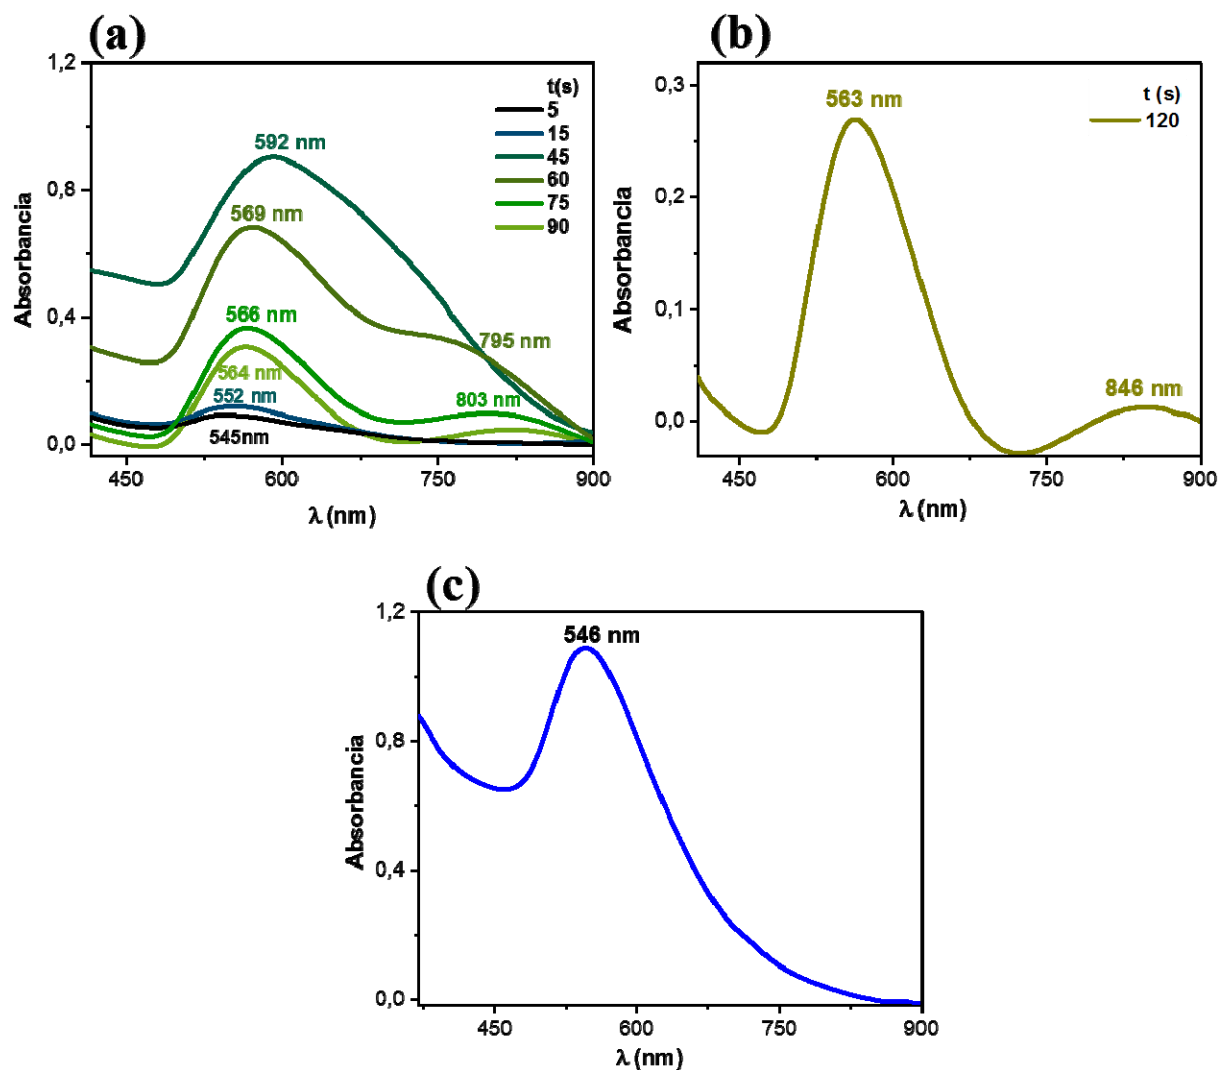 (a)
1,2
0,8
0,4
0,0
Absorbancia
t(s)
5
15
45
60
75
90
592 nm
569 nm
566 nm
564 nm
552 nm
545nm
795 nm
803 nm
450
600
750
900
λ (nm)
(b)
0,3
0,2
0,1
0,0
Absorbancia
563 nm
t (s)
120
846 nm
450
600
750
900
λ (nm)
(c)
1,2
0,8
0,4
0,0
Absorbancia
546 nm
450
600
750
900
λ (nm)